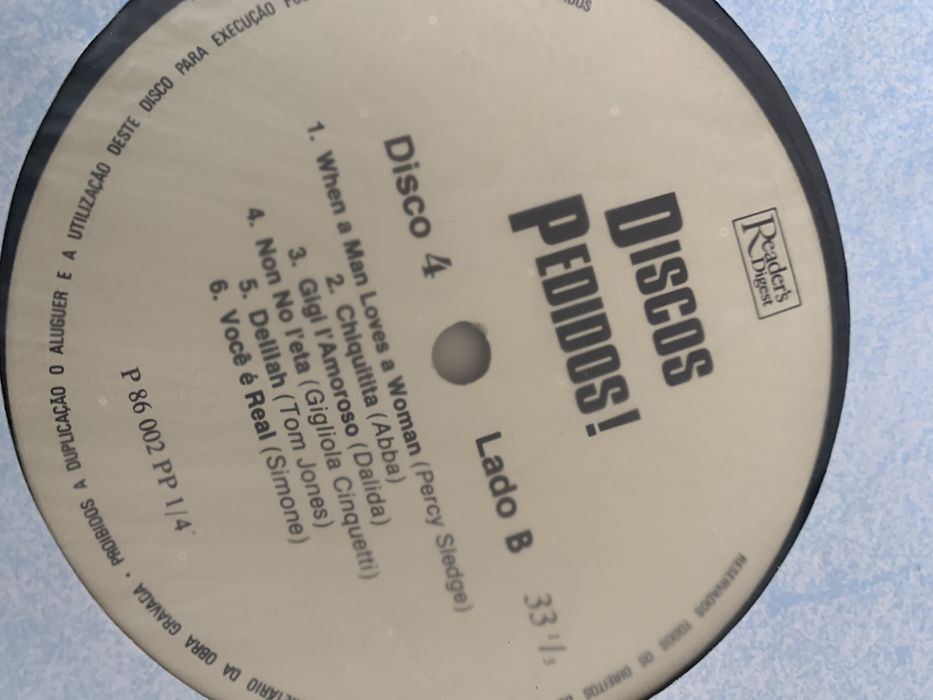 Reader's
Digest
DISCOS
PEDIDOS!
Disco 4
Lado B
33 1/3
1. When a Man Loves a Woman (Percy Sledge)
2. Chiquitita (Abba)
3. Gigi l'Amoroso (Dalida)
4. Non No l'eta (Gigliola Cinquetti)
5. Delilah (Tom Jones)
6. Você é Real (Simone)
P 86 002 PP 1/4
RESERVADOS TODOS OS DIREITOS
DA OBRA GRAVADA • PROIBIDOS A DUPLICAÇÃO O ALUGUER E A UTILIZAÇÃO DESTE DISCO PARA EXECUÇÃO